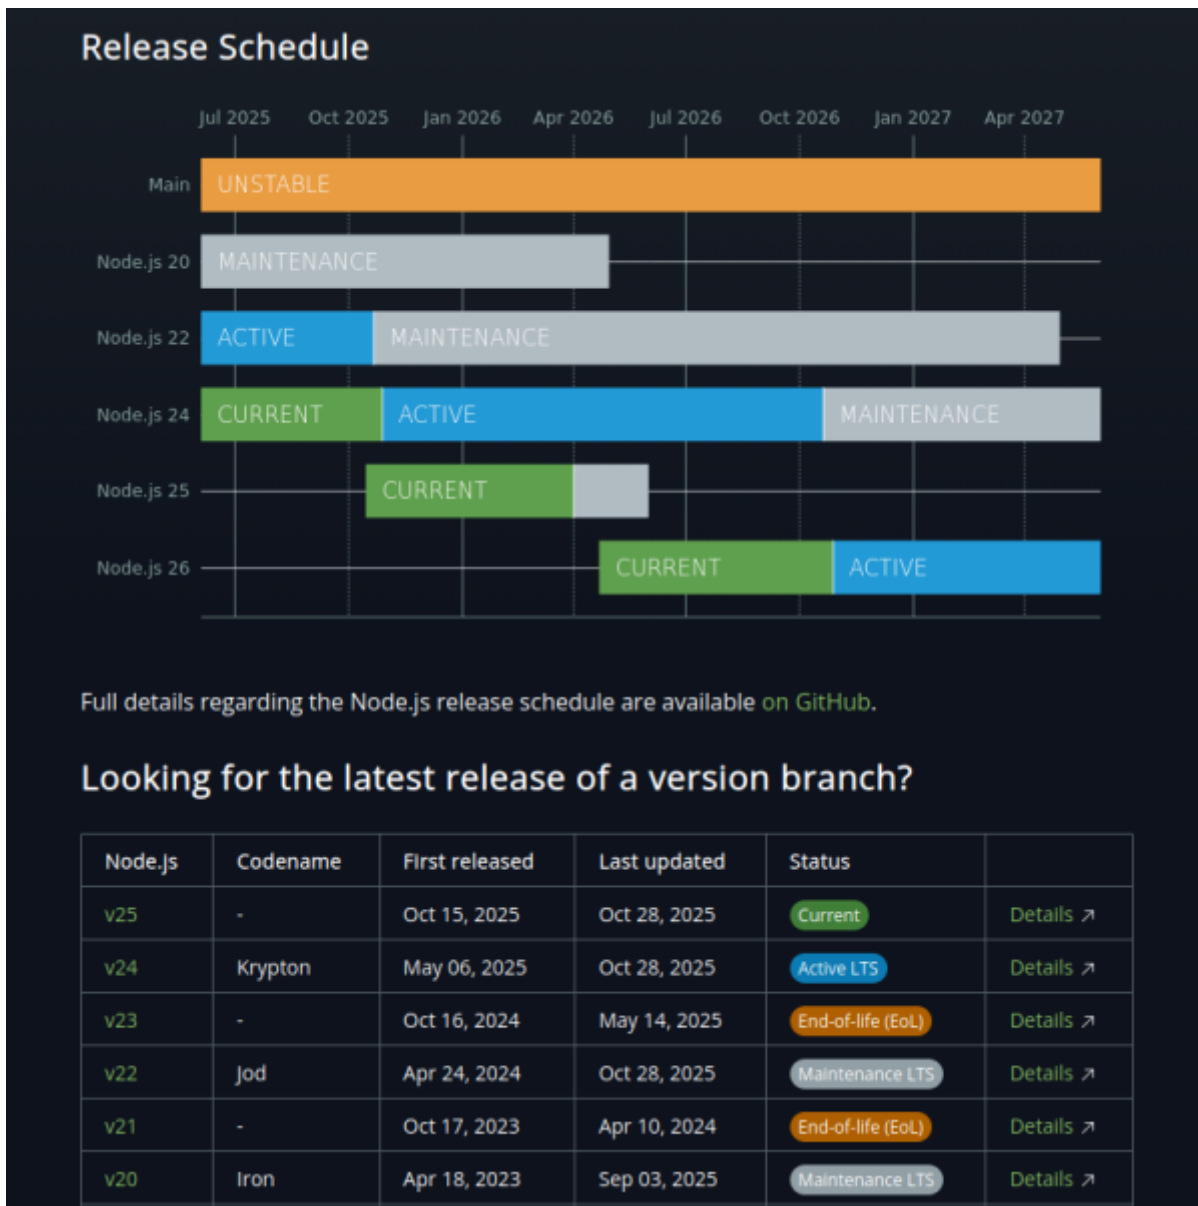 Release Schedule
Jul 2025 Oct 2025 Jan 2026 Apr 2026 Jul 2026 Oct 2026 Jan 2027 Apr 2027
Main UNSTABLE
Node.js 20 MAINTENANCE
Node.js 22 ACTIVE MAINTENANCE
Node.js 24 CURRENT ACTIVE MAINTENANCE
Node.js 25 CURRENT
Node.js 26 CURRENT ACTIVE
Full details regarding the Node.js release schedule are available on GitHub.
Looking for the latest release of a version branch?
Node.js Codename First released Last updated Status
v25 - Oct 15, 2025 Oct 28, 2025 Current Details ↗
v24 Krypton May 06, 2025 Oct 28, 2025 Active LTS Details ↗
v23 - Oct 16, 2024 May 14, 2025 End-of-life (EoL) Details ↗
v22 Jod Apr 24, 2024 Oct 28, 2025 Maintenance LTS Details ↗
v21 - Oct 17, 2023 Apr 10, 2024 End-of-life (EoL) Details ↗
v20 Iron Apr 18, 2023 Sep 03, 2025 Maintenance LTS Details ↗